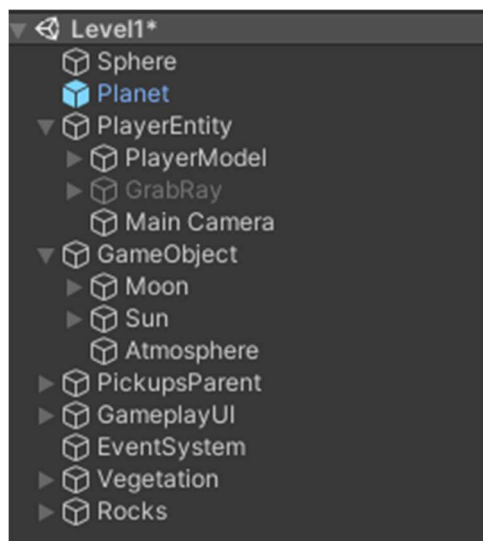 Level1*
Sphere
Planet
PlayerEntity
PlayerModel
GrabRay
Main Camera
GameObject
Moon
Sun
Atmosphere
PickupsParent
GameplayUI
EventSystem
Vegetation
Rocks